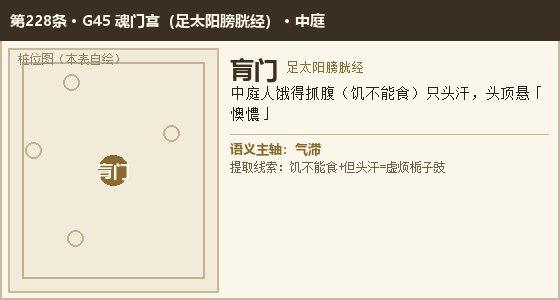 第228条·G45 魂门宫（足太阳膀胱经）·中庭
桩位图（本表自绘）
肓门
肓门 足太阳膀胱经
中庭人饿得抓腹（饥不能食）只头汗，头顶悬「
懊憹」
语义主轴：气滞
提取线索：饥不能食+但头汗=虚烦栀子豉